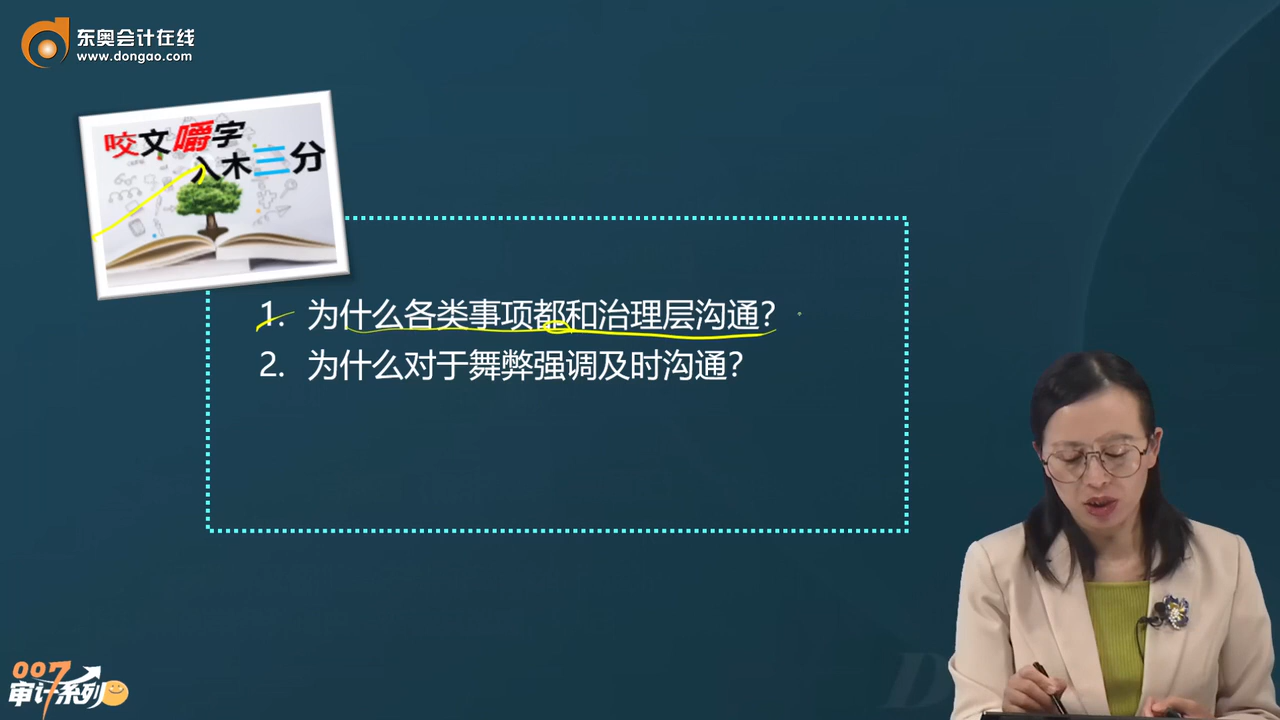 东奥会计在线
www.dongao.com
咬文嚼字
入木三分
1. 为什么各类事项都和治理层沟通？
2. 为什么对于舞弊强调及时沟通？
007
审计系列
D